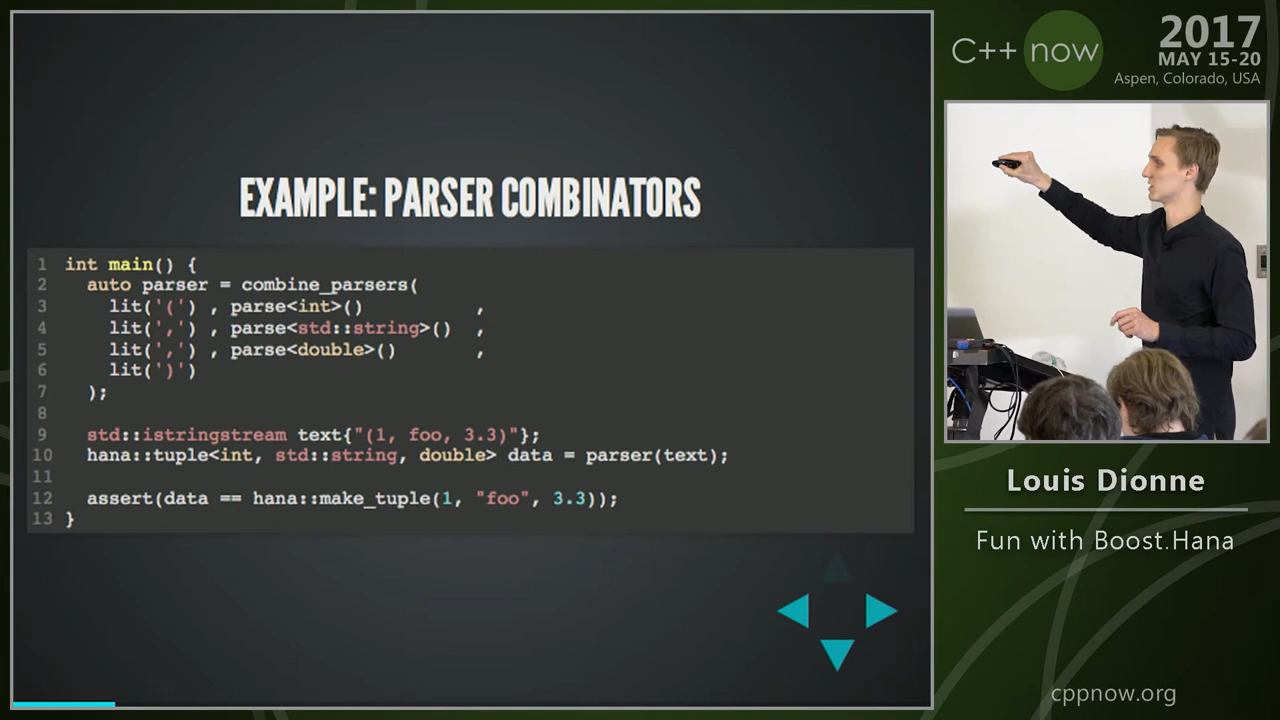 EXAMPLE: PARSER COMBINATORS
1 int main() {
2   auto parser = combine_parsers(
3     lit('(') , parse<int>()          ,
4     lit(',') , parse<std::string>()  ,
5     lit(',') , parse<double>()       ,
6     lit(')')
7   );
8
9   std::istringstream text{"(1, foo, 3.3)"};
10   hana::tuple<int, std::string, double> data = parser(text);
11
12   assert(data == hana::make_tuple(1, "foo", 3.3));
13 }
C++ now
2017
MAY 15-20
Aspen, Colorado, USA
Louis Dionne
Fun with Boost.Hana
cppnow.org